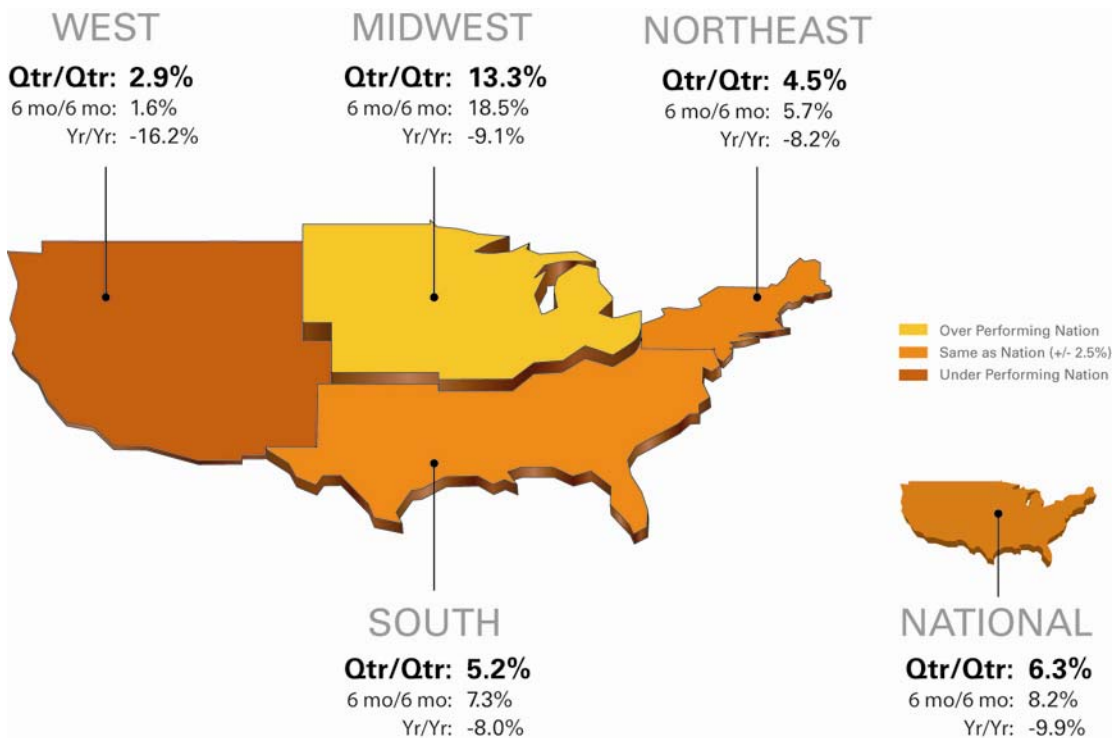 WEST
Qtr/Qtr: 2.9%
6 mo/6 mo: 1.6%
Yr/Yr: -16.2%
MIDWEST
Qtr/Qtr: 13.3%
6 mo/6 mo: 18.5%
Yr/Yr: -9.1%
NORTHEAST
Qtr/Qtr: 4.5%
6 mo/6 mo: 5.7%
Yr/Yr: -8.2%
Over Performing Nation
Same as Nation (+/- 2.5%)
Under Performing Nation
SOUTH
Qtr/Qtr: 5.2%
6 mo/6 mo: 7.3%
Yr/Yr: -8.0%
NATIONAL
Qtr/Qtr: 6.3%
6 mo/6 mo: 8.2%
Yr/Yr: -9.9%